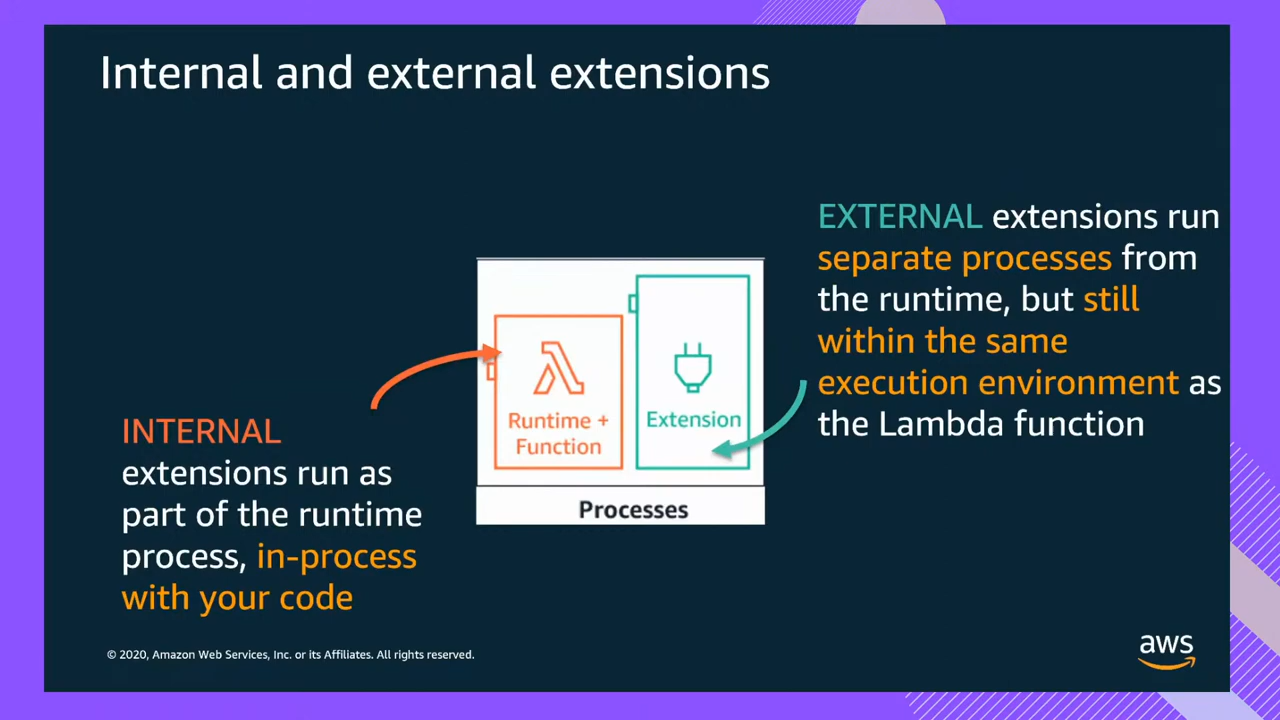 Internal and external extensions
EXTERNAL extensions run
separate processes from
the runtime, but still
within the same
execution environment as
the Lambda function
INTERNAL
extensions run as
part of the runtime
process, in-process
with your code
Runtime +
Function
Extension
Processes
© 2020, Amazon Web Services, Inc. or its Affiliates. All rights reserved.
aws